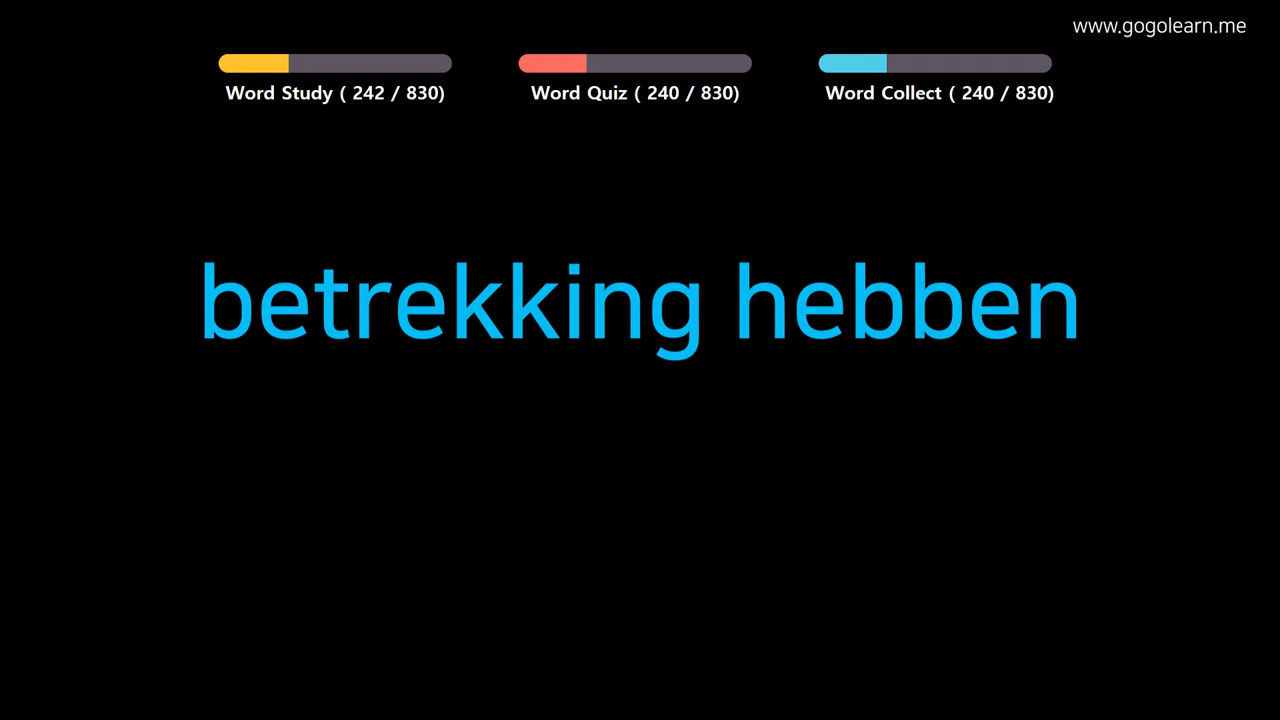 www.gogolearn.me
Word Study ( 242 / 830)
Word Quiz ( 240 / 830)
Word Collect ( 240 / 830)
betrekking hebben